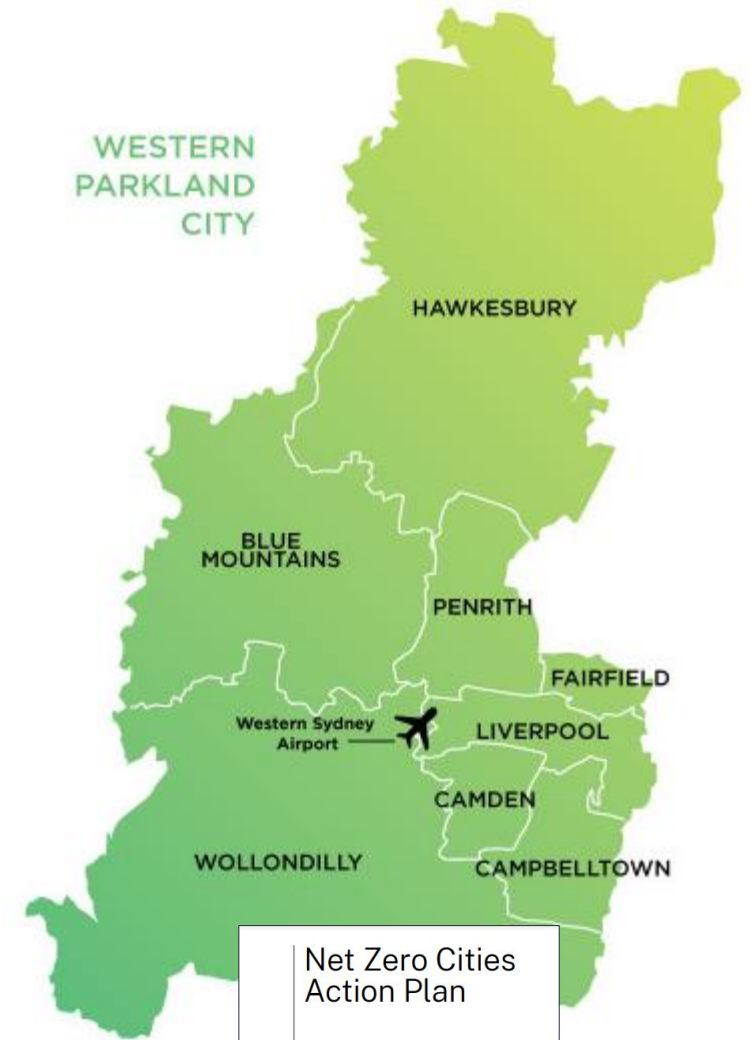 WESTERN
PARKLAND
CITY
HAWKESBURY
BLUE
MOUNTAINS
PENRITH
FAIRFIELD
Western Sydney
Airport
LIVERPOOL
CAMDEN
WOLLONDILLY
CAMPBELLTOWN
Net Zero Cities
Action Plan